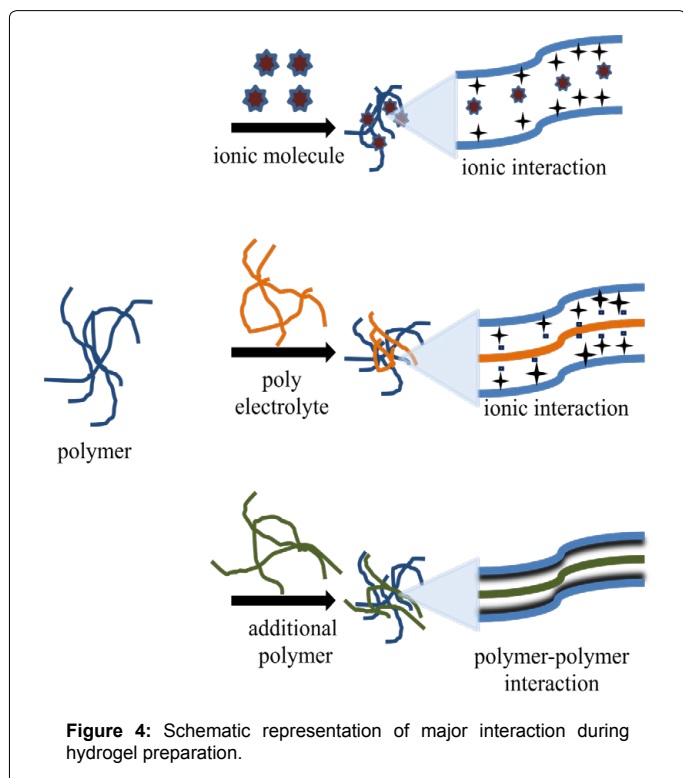 ionic molecule
ionic interaction
polymer
poly
electrolyte
ionic interaction
additional
polymer
polymer-polymer
interaction
Figure 4: Schematic representation of major interaction during
hydrogel preparation.